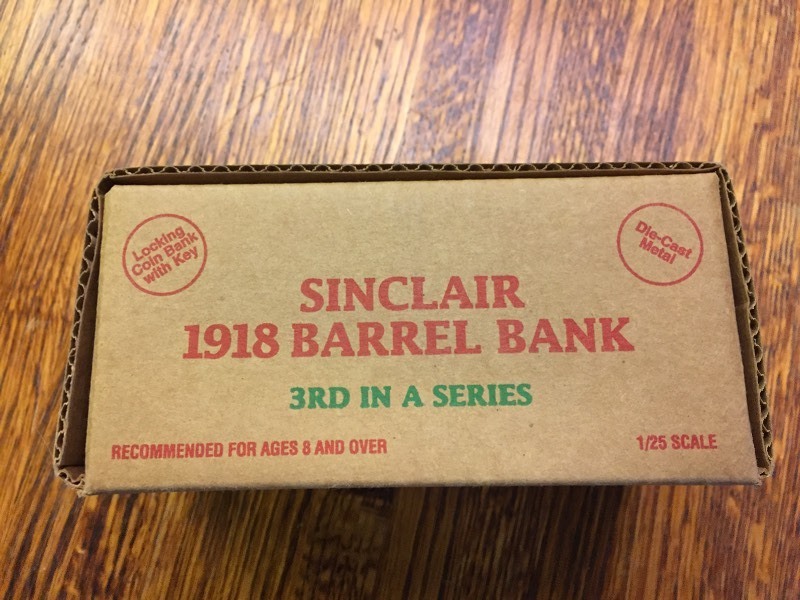 Locking
Coin Bank
with Key
Die-Cast
Metal
SINCLAIR
1918 BARREL BANK
3RD IN A SERIES
RECOMMENDED FOR AGES 8 AND OVER
1/25 SCALE